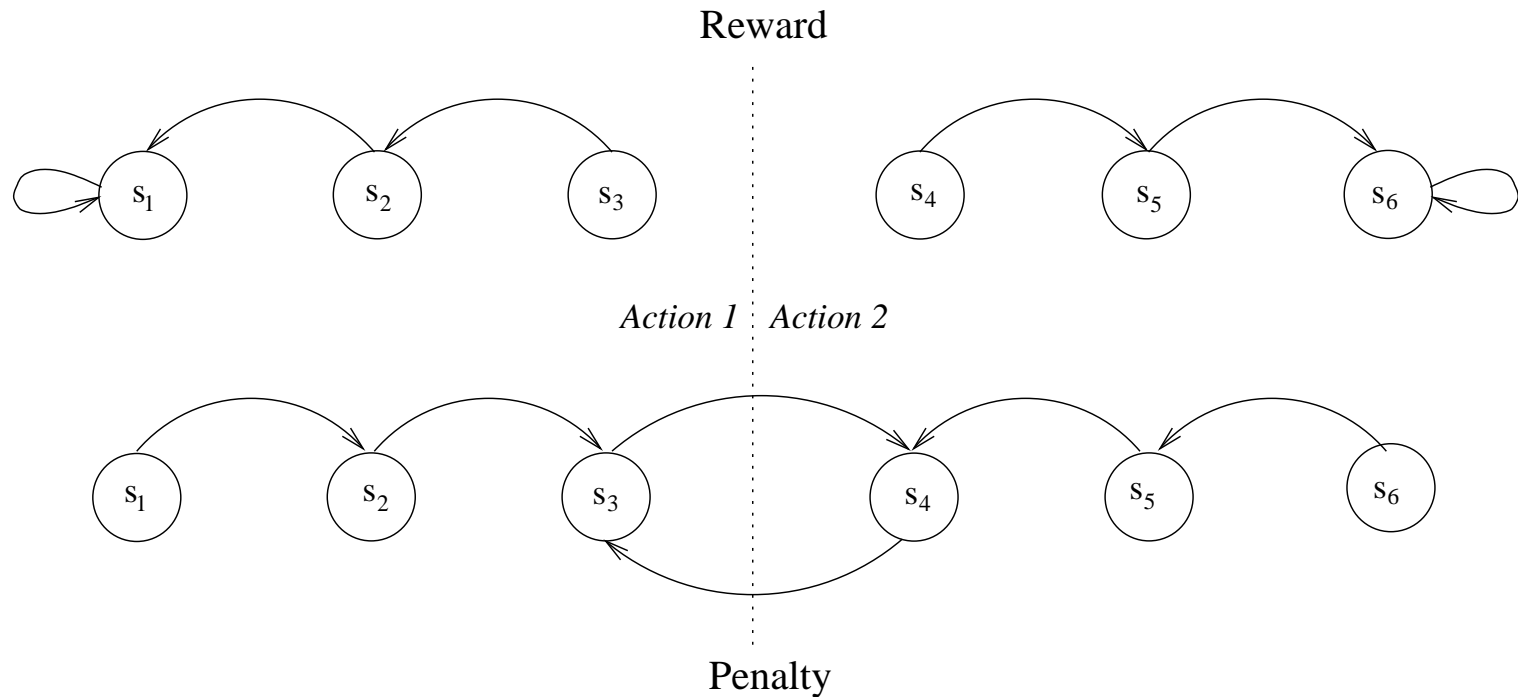 Reward
s1 s2 s3 s4 s5 s6
Action 1 Action 2
s1 s2 s3 s4 s5 s6
Penalty